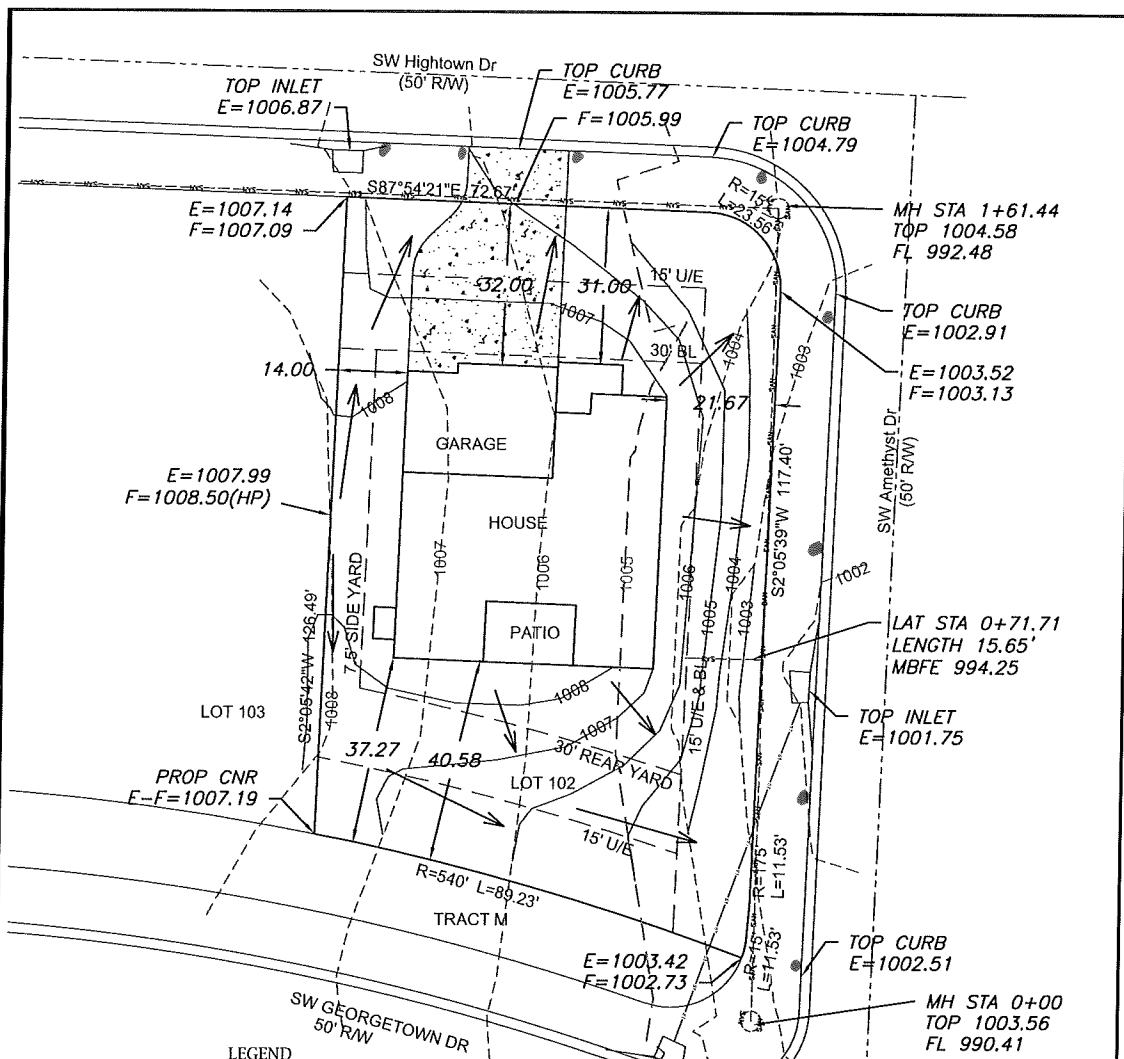 SW Hightown Dr
(50' R/W)
TOP INLET
E=1006.87
TOP CURB
E=1005.77
F=1005.99
TOP CURB
E=1004.79
S87°54'21"E 72.67'
R=15'
L=23.56'
E=1007.14
F=1007.09
MH STA 1+61.44
TOP 1004.58
FL 992.48
15' U/E
32.00
31.00
1007
TOP CURB
E=1002.91
30' BL
1004
1003
14.00
1008
21.67
E=1003.52
F=1003.13
GARAGE
E=1007.99
F=1008.50(HP)
HOUSE
SW Amethyst Dr
(50' R/W)
S2°05'39"W 117.40'
1007
1006
1005
1006
1005
1004
1003
1002
7.5' SIDE YARD
S2°05'42"W 126.49'
PATIO
LAT STA 0+71.71
LENGTH 15.65'
MBFE 994.25
15' U/E & BL
1008
1008
LOT 103
1007
30' REAR YARD
TOP INLET
E=1001.75
37.27
40.58
LOT 102
PROP CNR
E-F=1007.19
15' U/E
R=540' L=89.23'
R=175'
L=11.53'
TRACT M
R=15'
L=11.53'
TOP CURB
E=1002.51
E=1003.42
F=1002.73
SW GEORGETOWN DR
50' R/W
MH STA 0+00
TOP 1003.56
FL 990.41
LEGEND